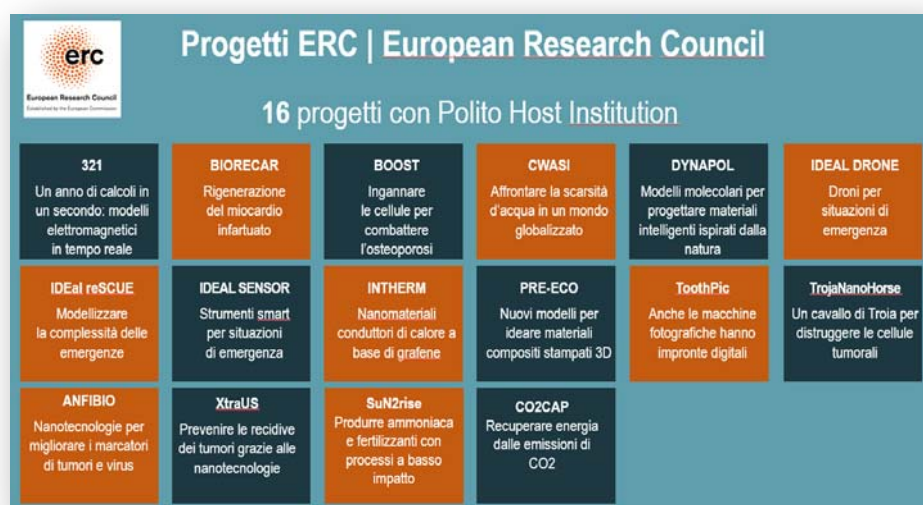 erc
European Research Council
Established by the European Commission
Progetti ERC | European Research Council
16 progetti con Polito Host Institution
321
Un anno di calcoli in
un secondo: modelli
elettromagnetici
in tempo reale
BIORECAR
Rigenerazione
del miocardio
infartuato
BOOST
Ingannare
le cellule per
combattere
l'osteoporosi
CWASI
Affrontare la scarsità
d'acqua in un mondo
globalizzato
DYNAPOL
Modelli molecolari per
progettare materiali
intelligenti ispirati dalla
natura
IDEAL DRONE
Droni per
situazioni di
emergenza
IDEal reSCUE
Modellizzare
la complessità delle
emergenze
IDEAL SENSOR
Strumenti smart
per situazioni
di emergenza
INTHERM
Nanomateriali
conduttori di calore a
base di grafene
PRE-ECO
Nuovi modelli per
ideare materiali
compositi stampati 3D
ToothPic
Anche le macchine
fotografiche hanno
impronte digitali
TrojaNanoHorse
Un cavallo di Troia per
distruggere le cellule
tumorali
ANFIBIO
Nanotecnologie per
migliorare i marcatori
di tumori e virus
XtraUS
Prevenire le recidive
dei tumori grazie alle
nanotecnologie
SuN2rise
Produrre ammoniaca
e fertilizzanti con
processi a basso
impatto
CO2CAP
Recuperare energia
dalle emissioni di
CO2